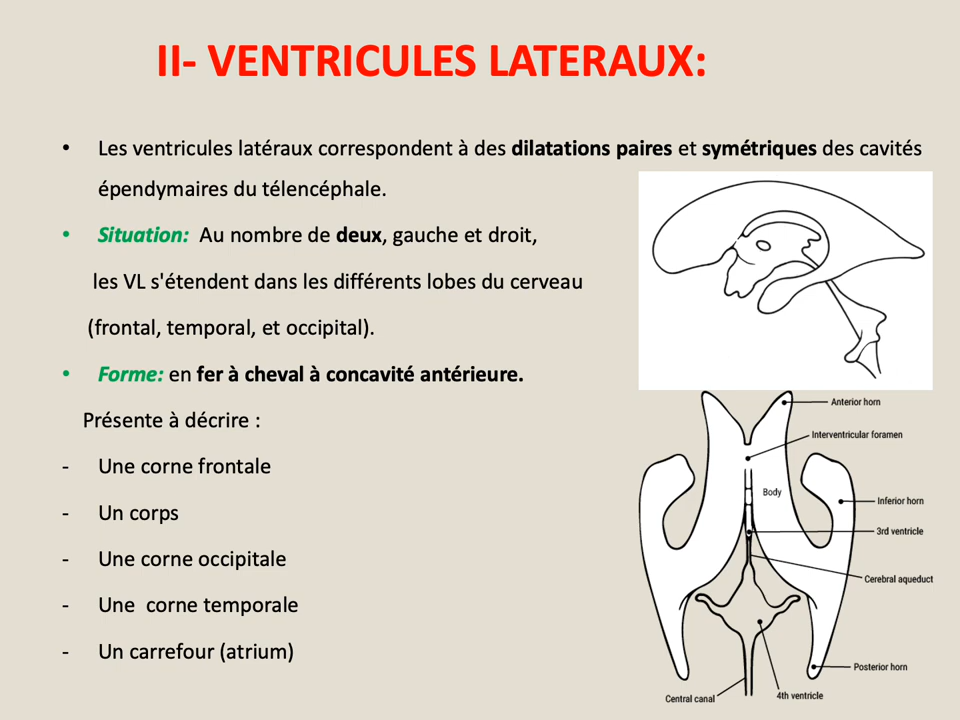 II- VENTRICULES LATERAUX:
• Les ventricules latéraux correspondent à des dilatations paires et symétriques des cavités
épendymaires du télencéphale.
• Situation: Au nombre de deux, gauche et droit,
les VL s'étendent dans les différents lobes du cerveau
(frontal, temporal, et occipital).
• Forme: en fer à cheval à concavité antérieure.
Présente à décrire :
- Une corne frontale
- Un corps
- Une corne occipitale
- Une corne temporale
- Un carrefour (atrium)
Anterior horn
Interventricular foramen
Body
Inferior horn
3rd ventricle
Cerebral aqueduct
Posterior horn
4th ventricle
Central canal